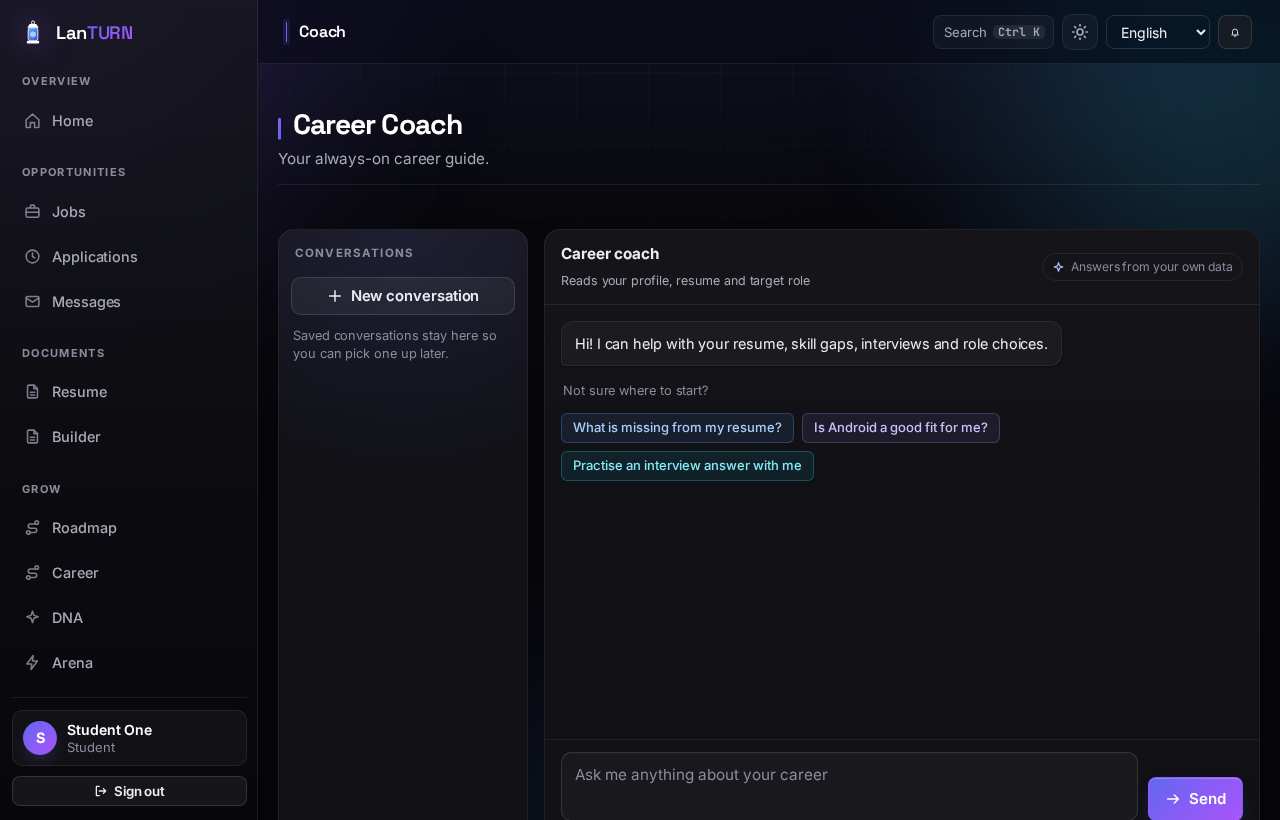 LanTURN
OVERVIEW
Home
OPPORTUNITIES
Jobs
Applications
Messages
DOCUMENTS
Resume
Builder
GROW
Roadmap
Career
DNA
Arena
S
Student One
Student
Sign out
Coach
Search Ctrl K
English
Career Coach
Your always-on career guide.
CONVERSATIONS
New conversation
Saved conversations stay here so
you can pick one up later.
Career coach
Reads your profile, resume and target role
Answers from your own data
Hi! I can help with your resume, skill gaps, interviews and role choices.
Not sure where to start?
What is missing from my resume?
Is Android a good fit for me?
Practise an interview answer with me
Ask me anything about your career
Send